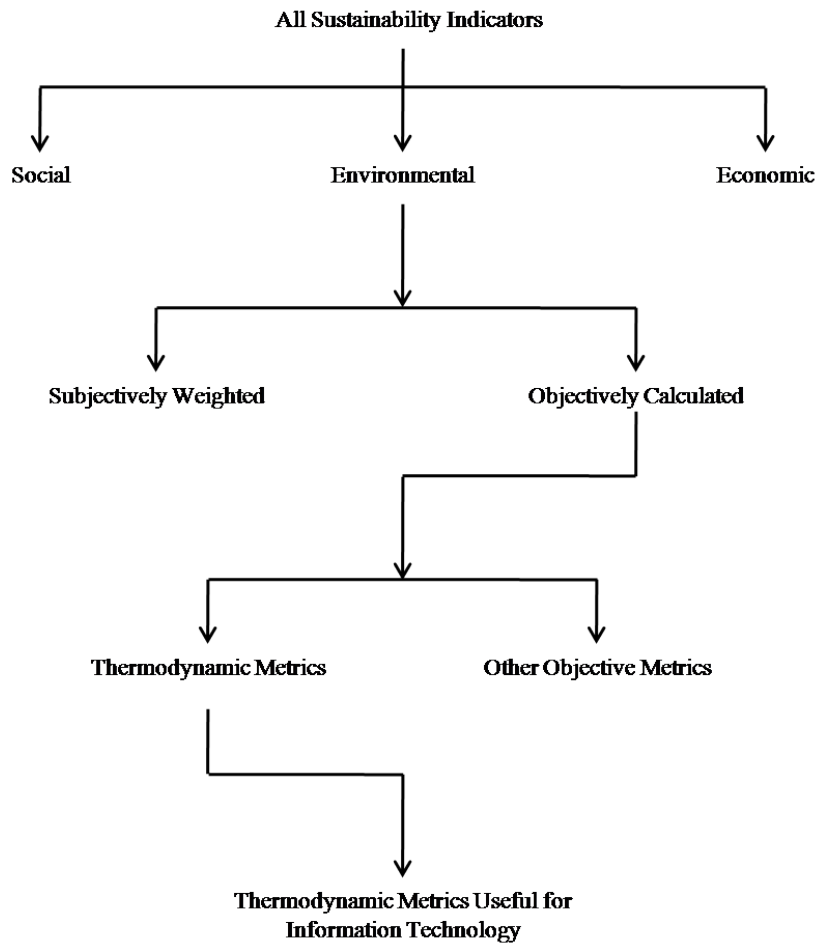 All Sustainability Indicators
Social
Environmental
Economic
Subjectively Weighted
Objectively Calculated
Thermodynamic Metrics
Other Objective Metrics
Thermodynamic Metrics Useful for
Information Technology